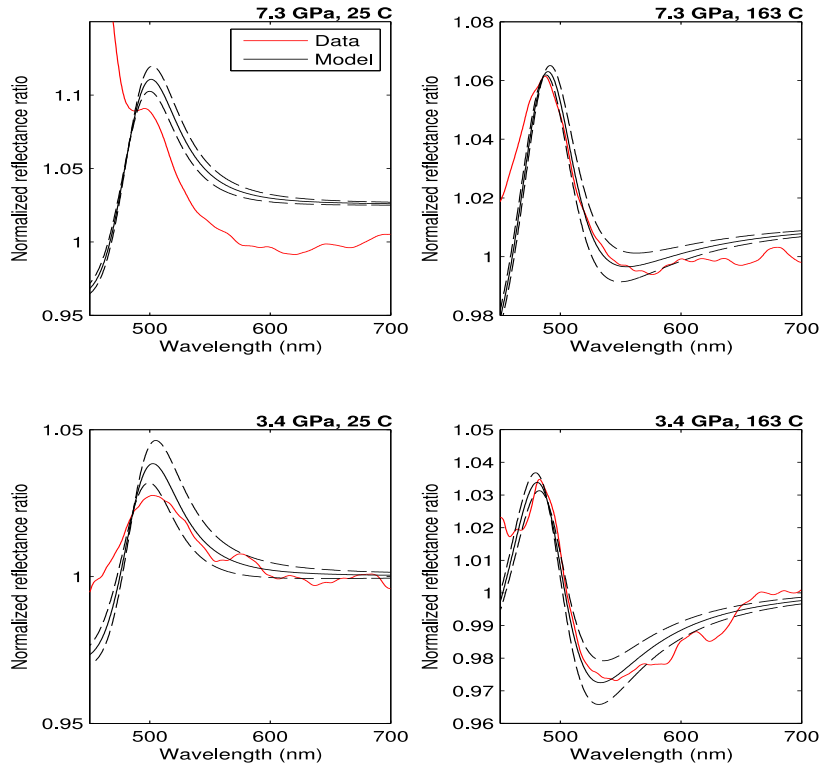 7.3 GPa, 25 C
Data
Model
Normalized reflectance ratio
1.1
1.05
1
0.95
500
600
700
Wavelength (nm)
7.3 GPa, 163 C
Normalized reflectance ratio
1.08
1.06
1.04
1.02
1
0.98
500
600
700
Wavelength (nm)
3.4 GPa, 25 C
Normalized reflectance ratio
1.05
1
0.95
500
600
700
Wavelength (nm)
3.4 GPa, 163 C
Normalized reflectance ratio
1.05
1.04
1.03
1.02
1.01
1
0.99
0.98
0.97
0.96
500
600
700
Wavelength (nm)